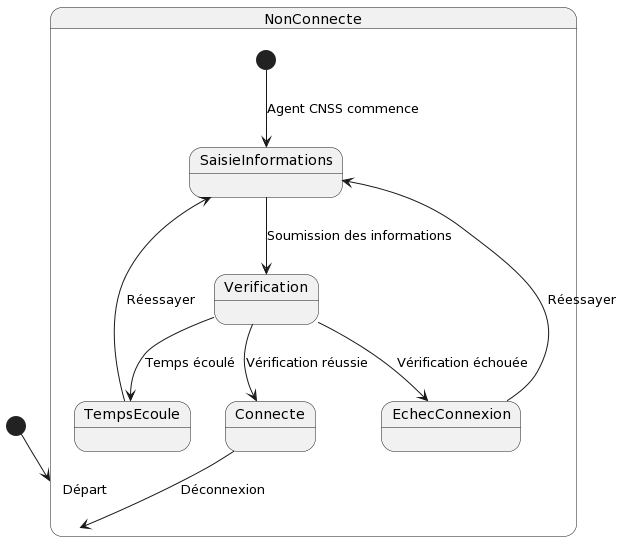 NonConnecte
Agent CNSS commence
SaisieInformations
Soumission des informations
Réessayer
Réessayer
Verification
Temps écoulé
Vérification réussie
Vérification échouée
TempsEcoule
Connecte
EchecConnexion
Départ
Déconnexion